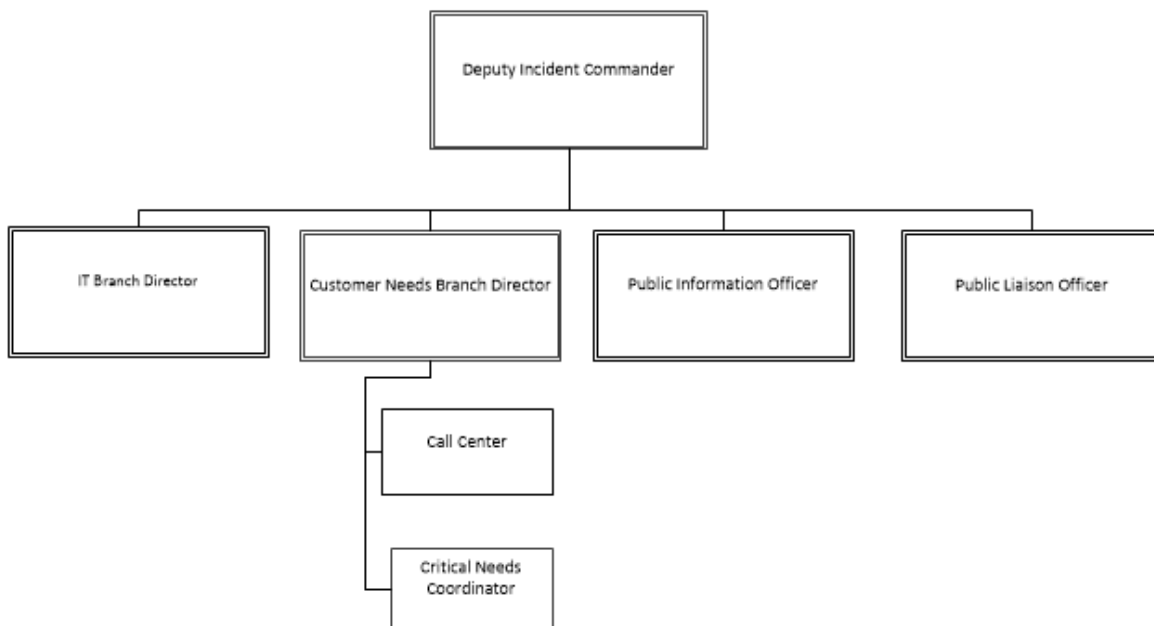 Deputy Incident Commander
IT Branch Director
Customer Needs Branch Director
Public Information Officer
Public Liaison Officer
Call Center
Critical Needs
Coordinator